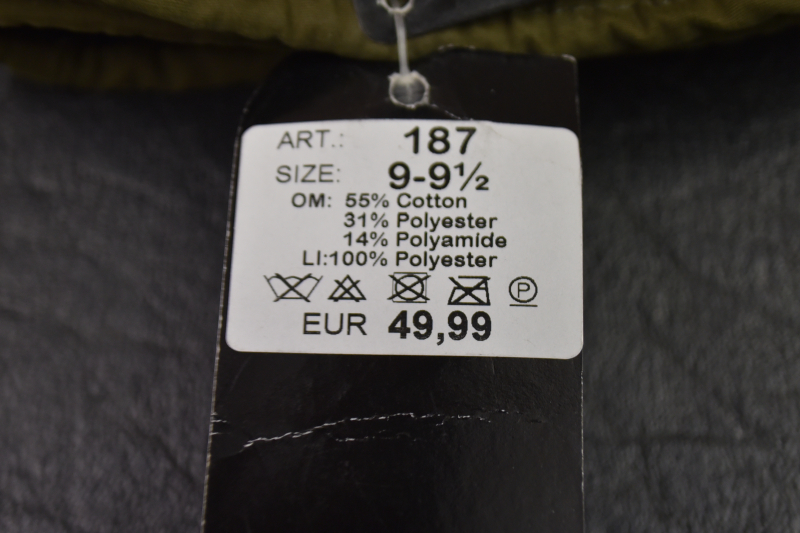 ART.: 187
SIZE: 9-9½
OM: 55% Cotton
31% Polyester
14% Polyamide
LI:100% Polyester
P
EUR 49,99